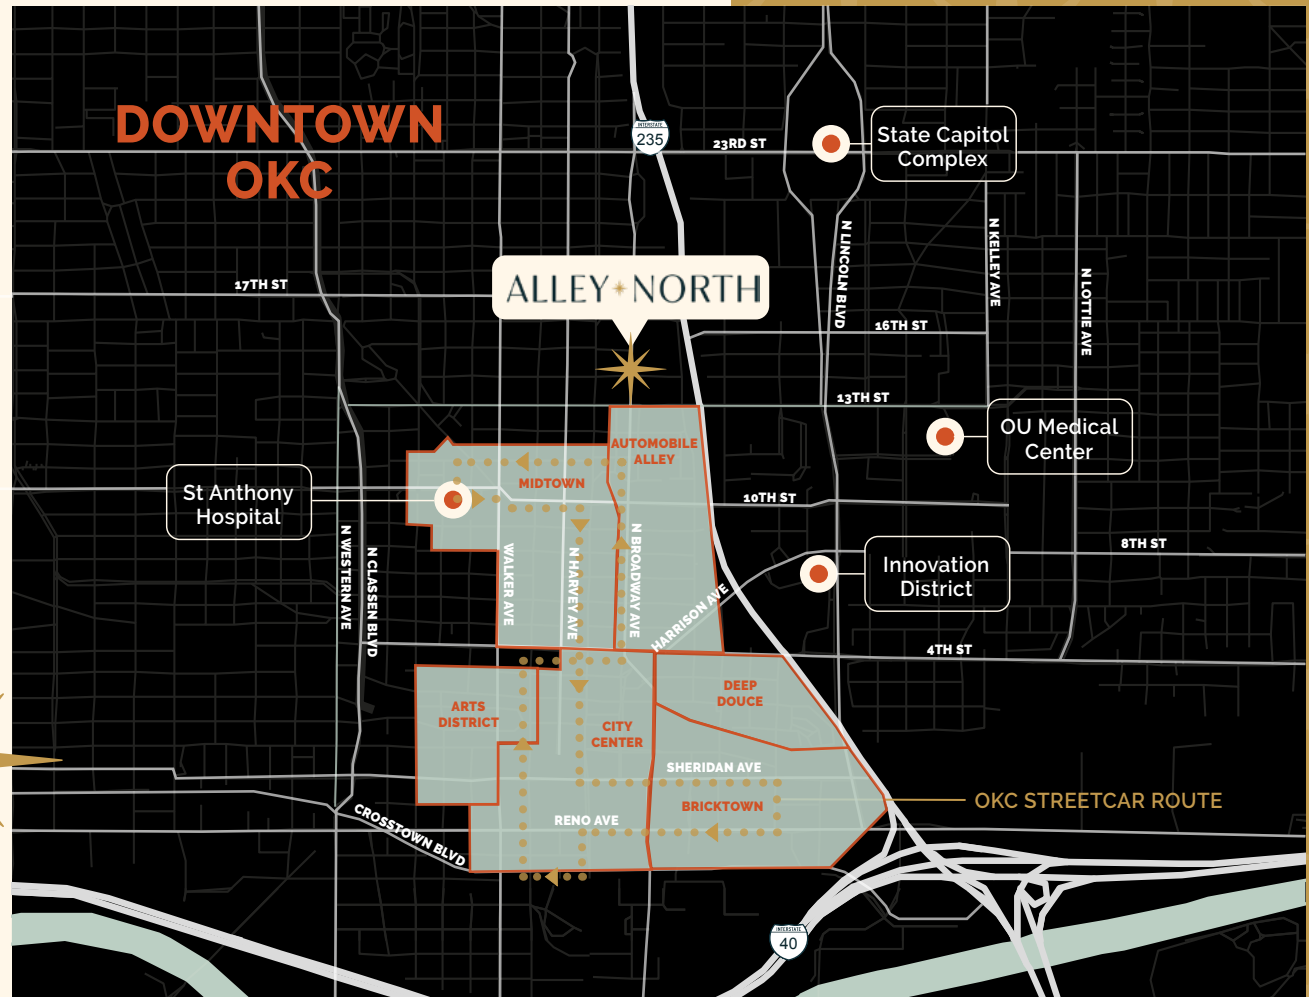 DOWNTOWN
OKC
INTERSTATE
235
23RD ST
State Capitol
Complex
N LINCOLN BLVD
N KELLEY AVE
N LOTTIE AVE
17TH ST
ALLEY NORTH
16TH ST
13TH ST
OU Medical
Center
AUTOMOBILE
ALLEY
MIDTOWN
St Anthony
Hospital
10TH ST
N WESTERN AVE
N CLASSEN BLVD
WALKER AVE
N HARVEY AVE
N BROADWAY AVE
HARRISON AVE
8TH ST
Innovation
District
4TH ST
ARTS
DISTRICT
DEEP
DOUCE
CITY
CENTER
SHERIDAN AVE
BRICKTOWN
OKC STREETCAR ROUTE
RENO AVE
CROSSTOWN BLVD
INTERSTATE
40